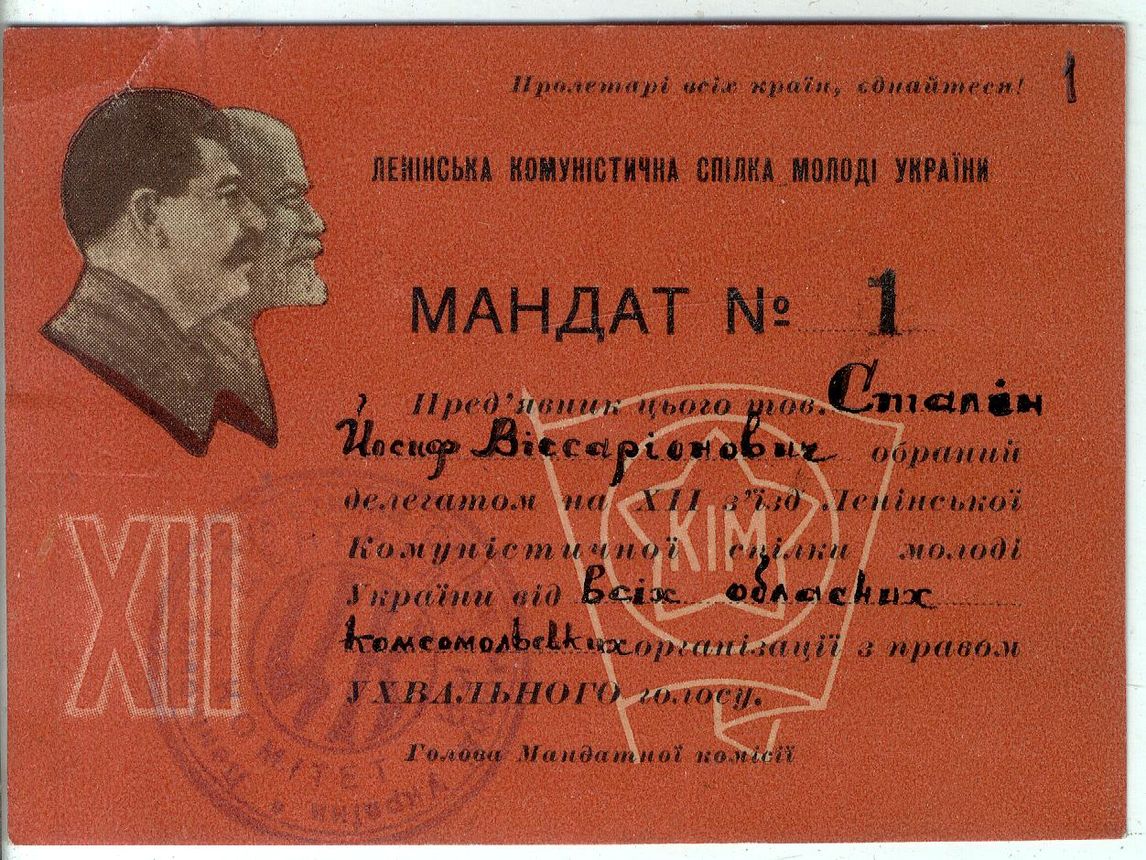 Пролетарі всіх країн, єднайтеся!
1
ЛЕНІНСЬКА КОМУНІСТИЧНА СПІЛКА МОЛОДІ УКРАЇНИ
МАНДАТ № 1
Пред'явник цього тов. Сталін
Йосиф Віссаріонович обраний
делегатом на XII з'їзд Ленінської
Комуністичної спілки молоді
України від всіх обласних
комсомольських організації з правом
УХВАЛЬНОГО голосу.
Голова Мандатної комісії
XII
КІМ
КОМІТЕТ
України